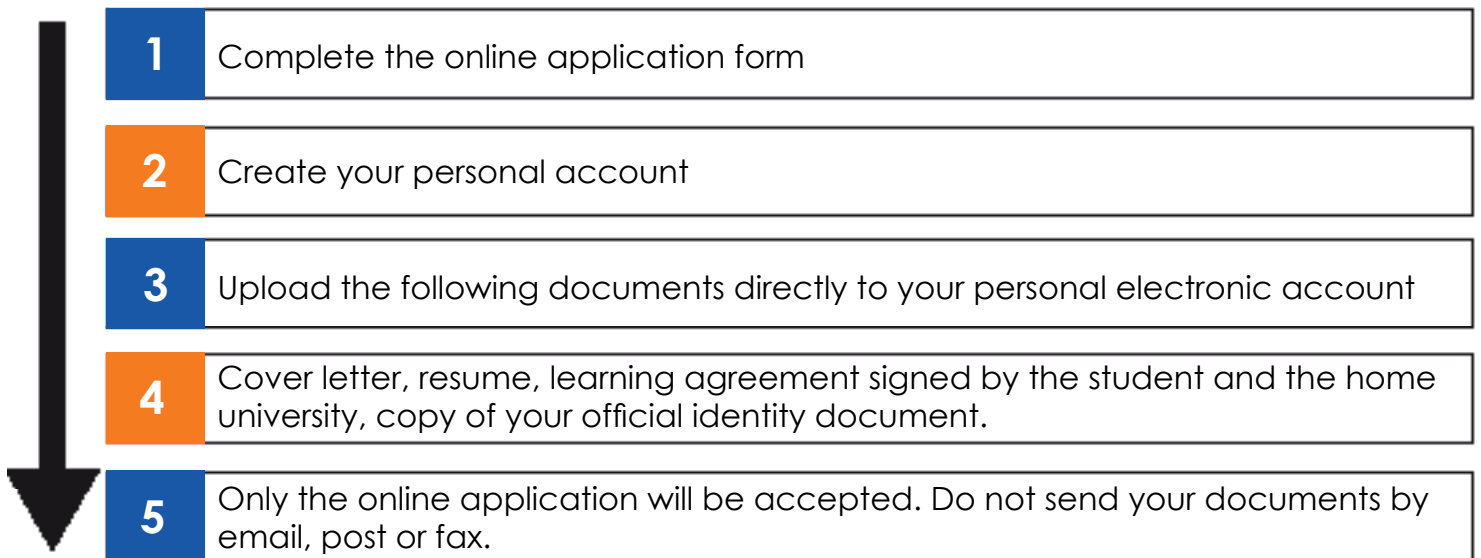 1 Complete the online application form
2 Create your personal account
3 Upload the following documents directly to your personal electronic account
4 Cover letter, resume, learning agreement signed by the student and the home
university, copy of your official identity document.
5 Only the online application will be accepted. Do not send your documents by
email, post or fax.